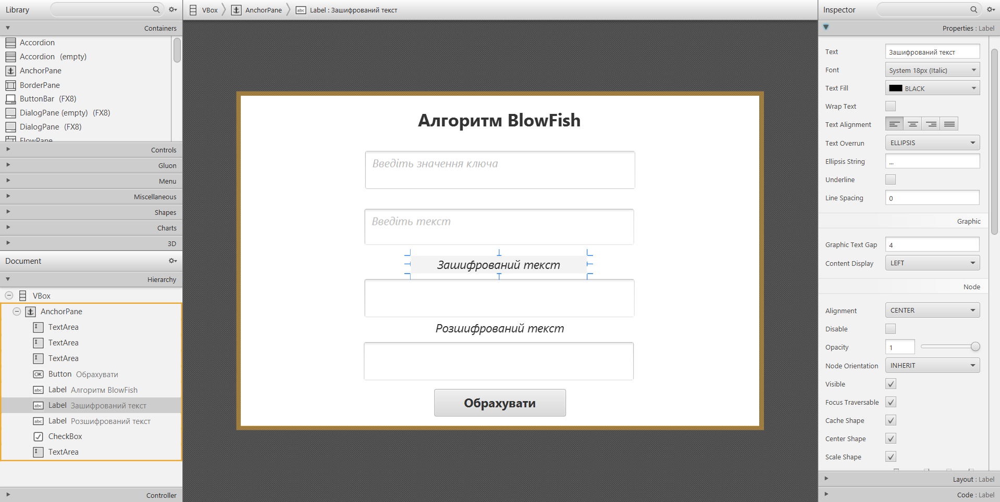 Library
Containers
Accordion
Accordion (empty)
AnchorPane
BorderPane
ButtonBar (FX8)
DialogPane (empty) (FX8)
DialogPane (FX8)
FlowPane
Controls
Gluon
Menu
Miscellaneous
Shapes
Charts
3D
Document
Hierarchy
VBox
AnchorPane
TextArea
TextArea
TextArea
OK Button Обрахувати
abc Label Алгоритм BlowFish
abc Label Зашифрований текст
abc Label Розшифрований текст
CheckBox
TextArea
Controller
VBox AnchorPane abc Label : Зашифрований текст
Алгоритм BlowFish
Введіть значення ключа
Введіть текст
Зашифрований текст
Розшифрований текст
Обрахувати
Inspector
Properties : Label
Text Зашифрований текст
Font System 18px (Italic)
Text Fill BLACK
Wrap Text
Text Alignment
Text Overrun ELLIPSIS
Ellipsis String ...
Underline
Line Spacing 0
Graphic
Graphic Text Gap 4
Content Display LEFT
Node
Alignment CENTER
Disable
Opacity 1
Node Orientation INHERIT
Visible
Focus Traversable
Cache Shape
Center Shape
Scale Shape
Layout : Label
Code : Label